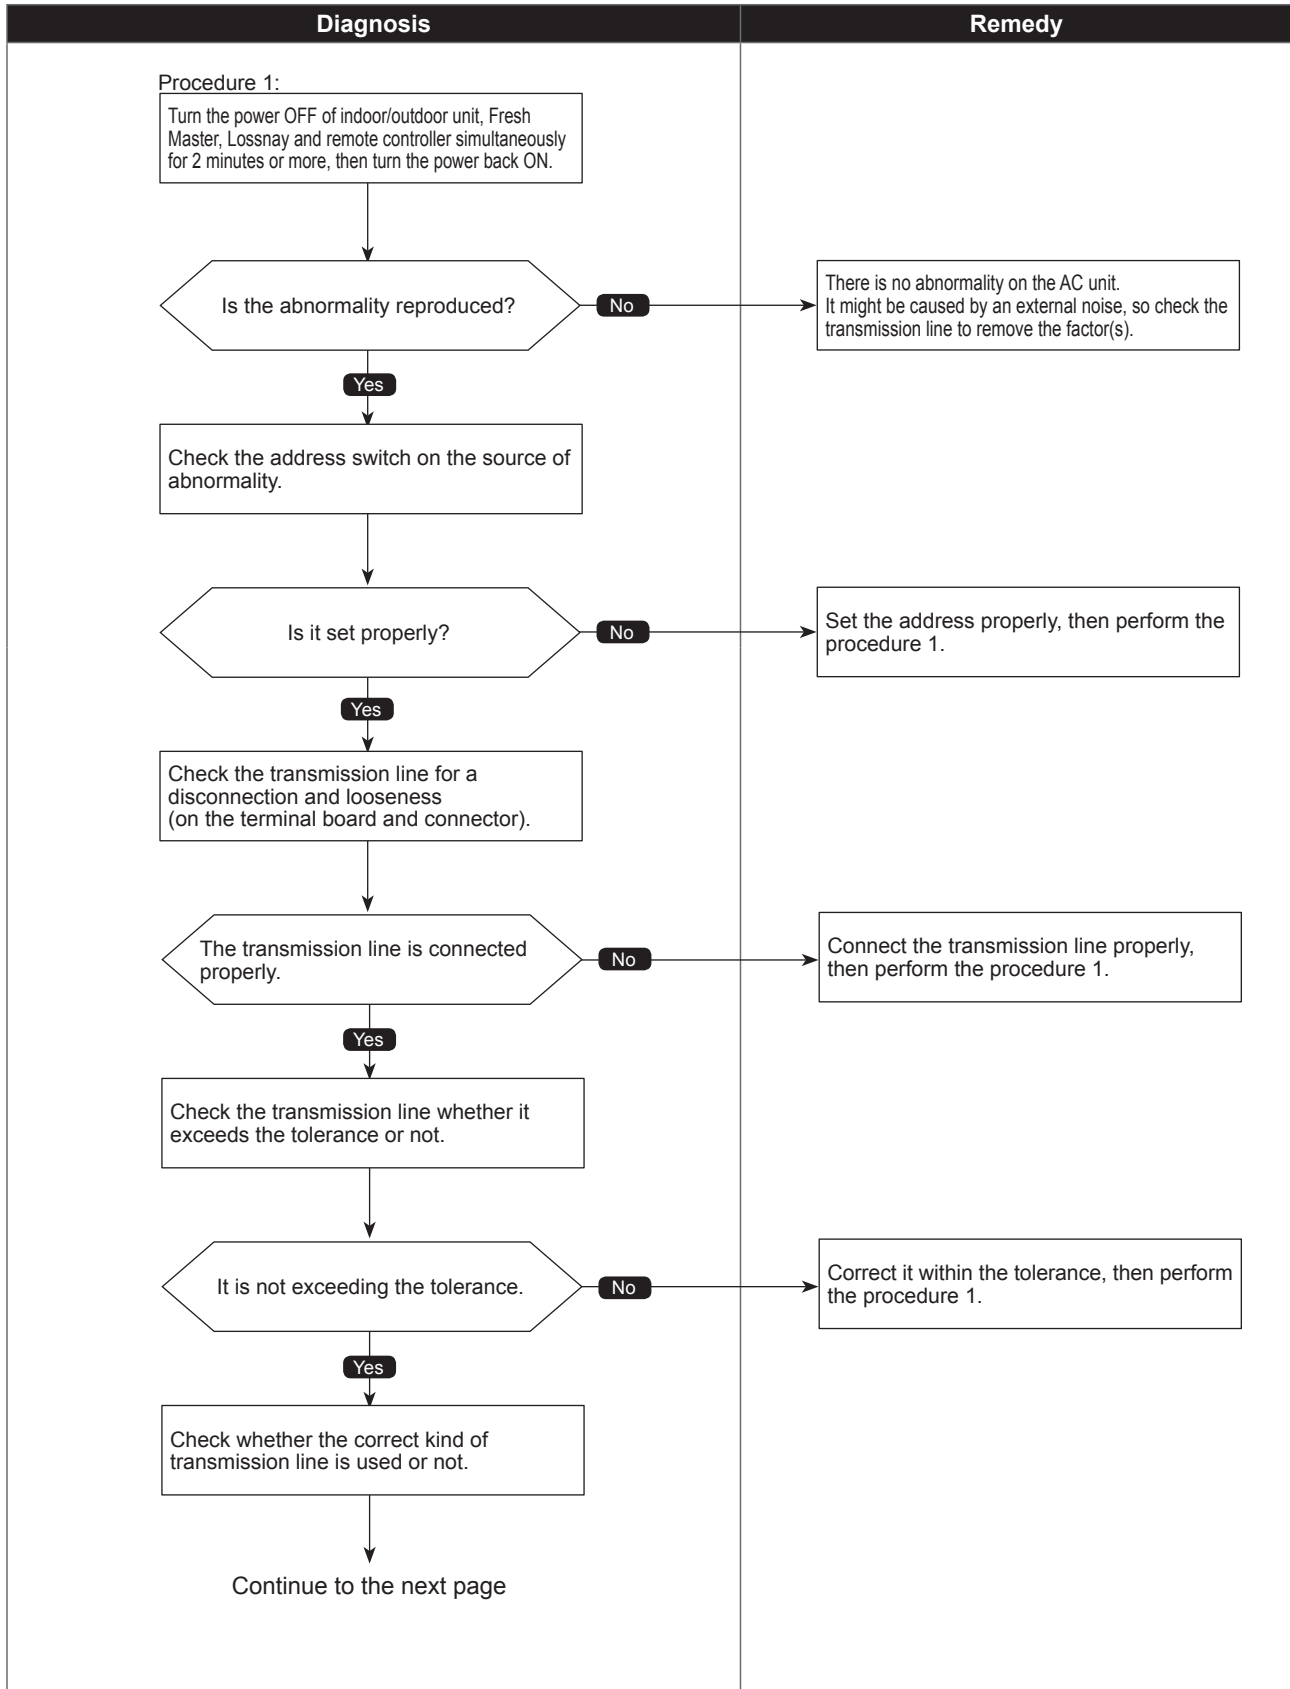 Diagnosis
Remedy
Procedure 1:
Turn the power OFF of indoor/outdoor unit, Fresh
Master, Lossnay and remote controller simultaneously
for 2 minutes or more, then turn the power back ON.
Is the abnormality reproduced?
No
There is no abnormality on the AC unit.
It might be caused by an external noise, so check the
transmission line to remove the factor(s).
Yes
Check the address switch on the source of
abnormality.
Is it set properly?
No
Set the address properly, then perform the
procedure 1.
Yes
Check the transmission line for a
disconnection and looseness
(on the terminal board and connector).
The transmission line is connected
properly.
No
Connect the transmission line properly,
then perform the procedure 1.
Yes
Check the transmission line whether it
exceeds the tolerance or not.
It is not exceeding the tolerance.
No
Correct it within the tolerance, then perform
the procedure 1.
Yes
Check whether the correct kind of
transmission line is used or not.
Continue to the next page